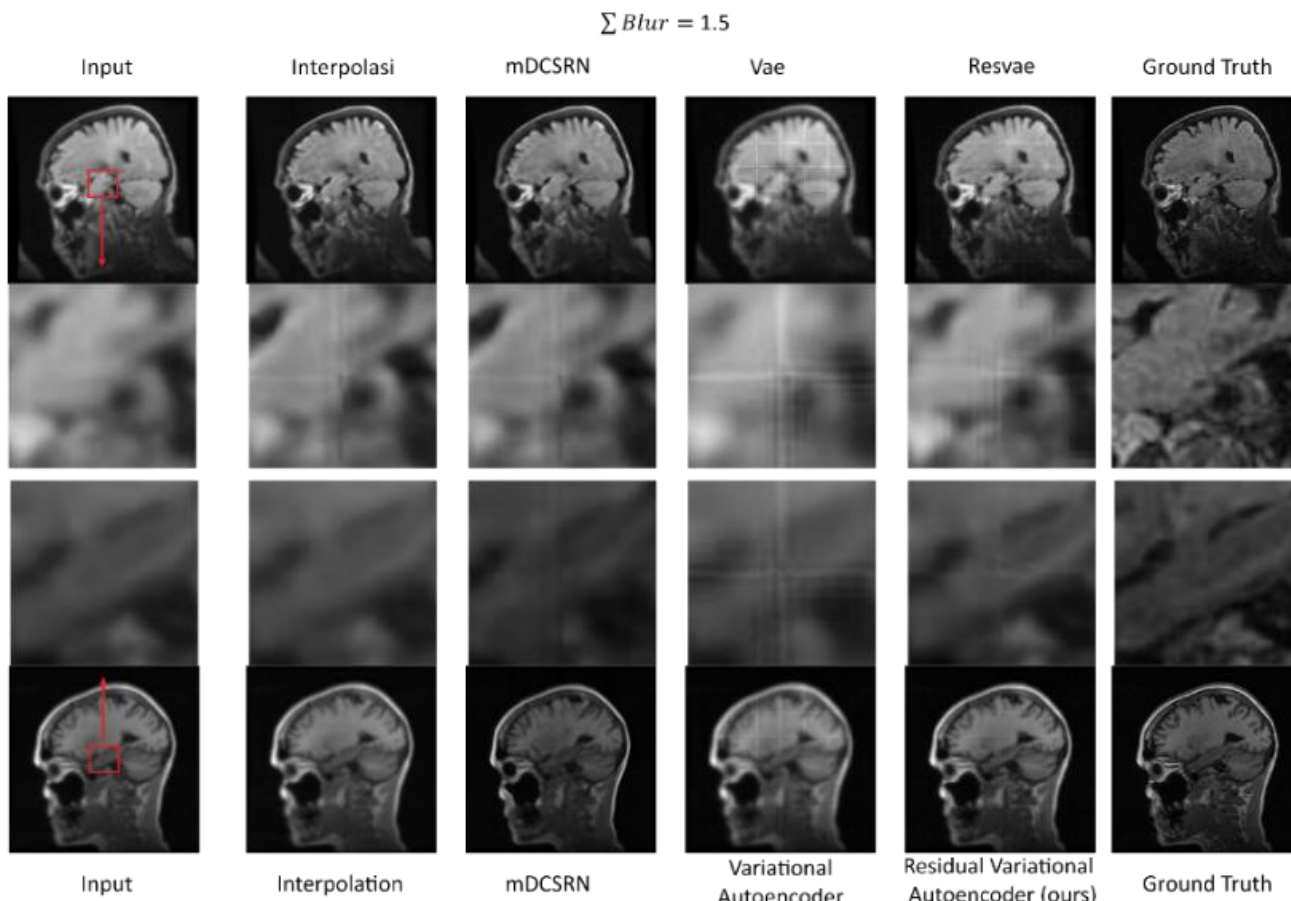 ∑ Blur = 1.5
Input Interpolasi mDCSRN Vae Resvae Ground Truth
Input Interpolation mDCSRN Variational Autoencoder Residual Variational Autoencoder (ours) Ground Truth